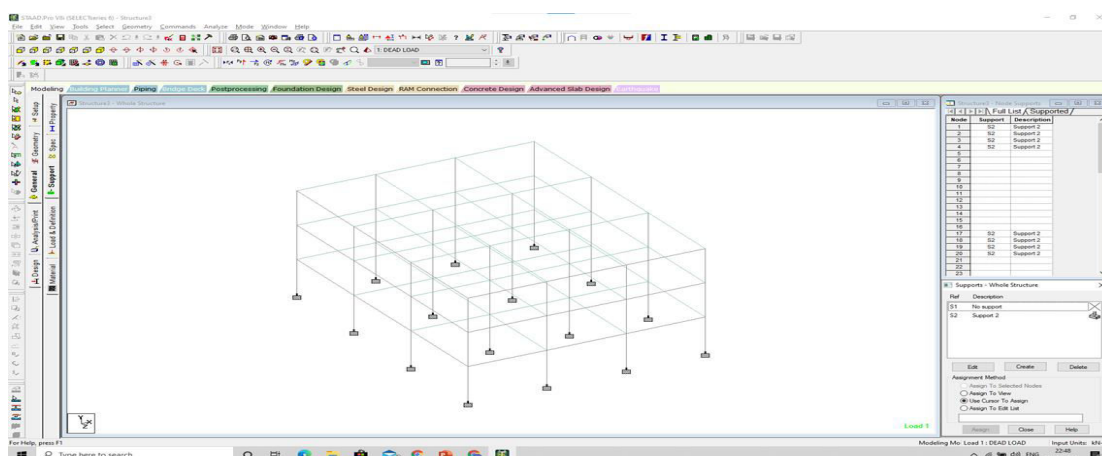 STAAD.Pro V8i (SELECTseries 6) - Structure3
File Edit View Tools Select Geometry Commands Analyze Mode Window Help
1: DEAD LOAD
Modeling Building Planner Piping Bridge Deck Postprocessing Foundation Design Steel Design RAM Connection Concrete Design Advanced Slab Design Earthquake
Setup
Geometry
General
Analysis/Print
Design
Property
Spec
Support
Load & Definition
Material
Structure3 - Whole Structure
Y
X
Z
Load 1
Structure3 - Node Supports
Full List Supported
Node Support Description
1 S2 Support 2
2 S2 Support 2
3 S2 Support 2
4 S2 Support 2
5
6
7
8
9
10
11
12
13
14
15
16
17 S2 Support 2
18 S2 Support 2
19 S2 Support 2
20 S2 Support 2
21
22
23
Supports - Whole Structure
Ref Description
S1 No support
S2 Support 2
Edit Create Delete
Assignment Method
Assign To Selected Nodes
Assign To View
Use Cursor To Assign
Assign To Edit List
Assign Close Help
For Help, press F1
Modeling Mo Load 1 : DEAD LOAD Input Units: kN-
Type here to search
ENG
22:48